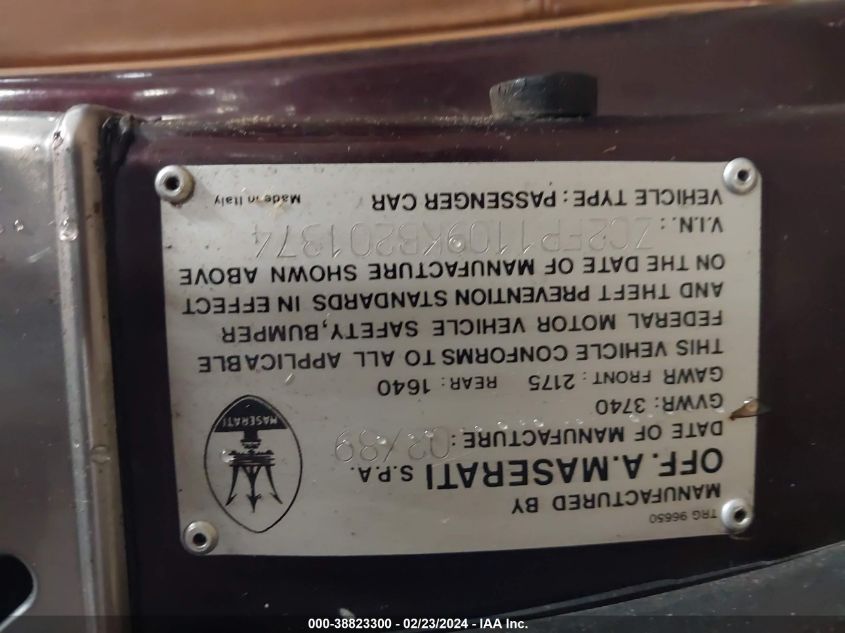 TRG 96650
MANUFACTURED BY
OFF. A. MASERATI S.P.A.
DATE OF MANUFACTURE: 02/89
GVWR: 3740
GAWR FRONT: 2175 REAR: 1640
THIS VEHICLE CONFORMS TO ALL APPLICABLE
FEDERAL MOTOR VEHICLE SAFETY, BUMPER
AND THEFT PREVENTION STANDARDS IN EFFECT
ON THE DATE OF MANUFACTURE SHOWN ABOVE
V.I.N.: ZC2FP1109KB201374
VEHICLE TYPE: PASSENGER CAR Made in Italy
MASERATI
000-38823300 - 02/23/2024 - IAA Inc.